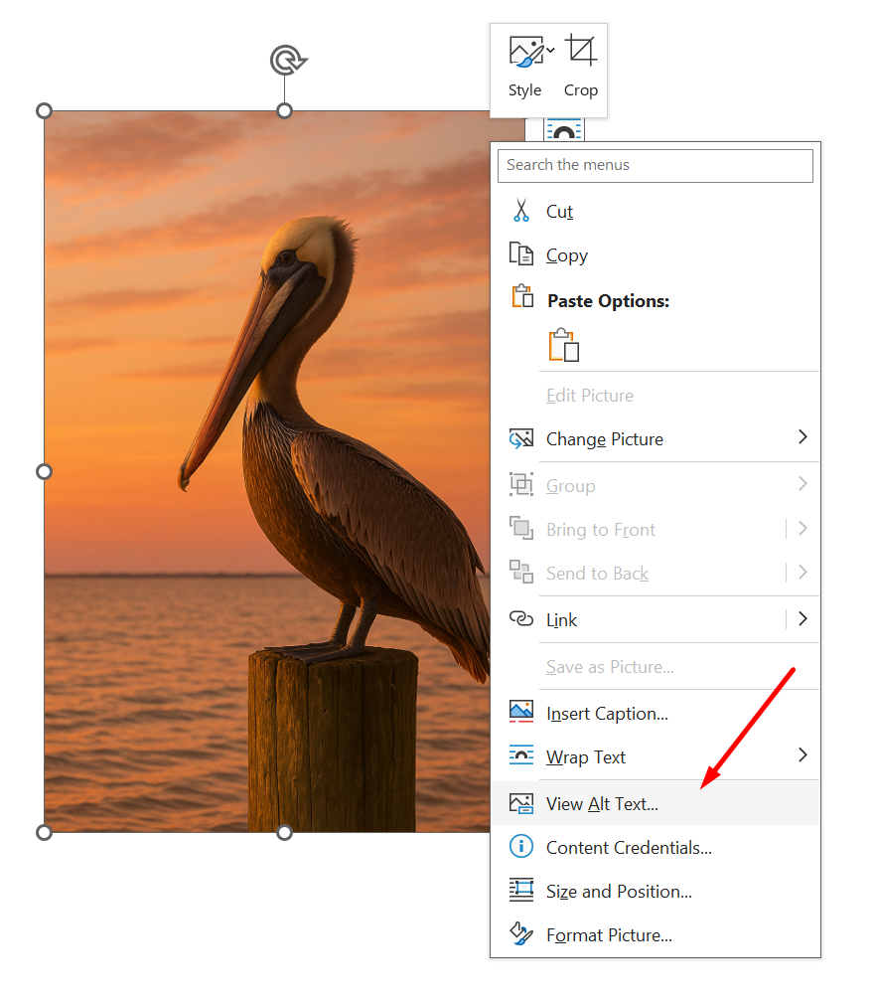 Style
Crop
Search the menus
Cut
Copy
Paste Options:
Edit Picture
Change Picture
Group
Bring to Front
Send to Back
Link
Save as Picture...
Insert Caption...
Wrap Text
View Alt Text...
Content Credentials...
Size and Position...
Format Picture...